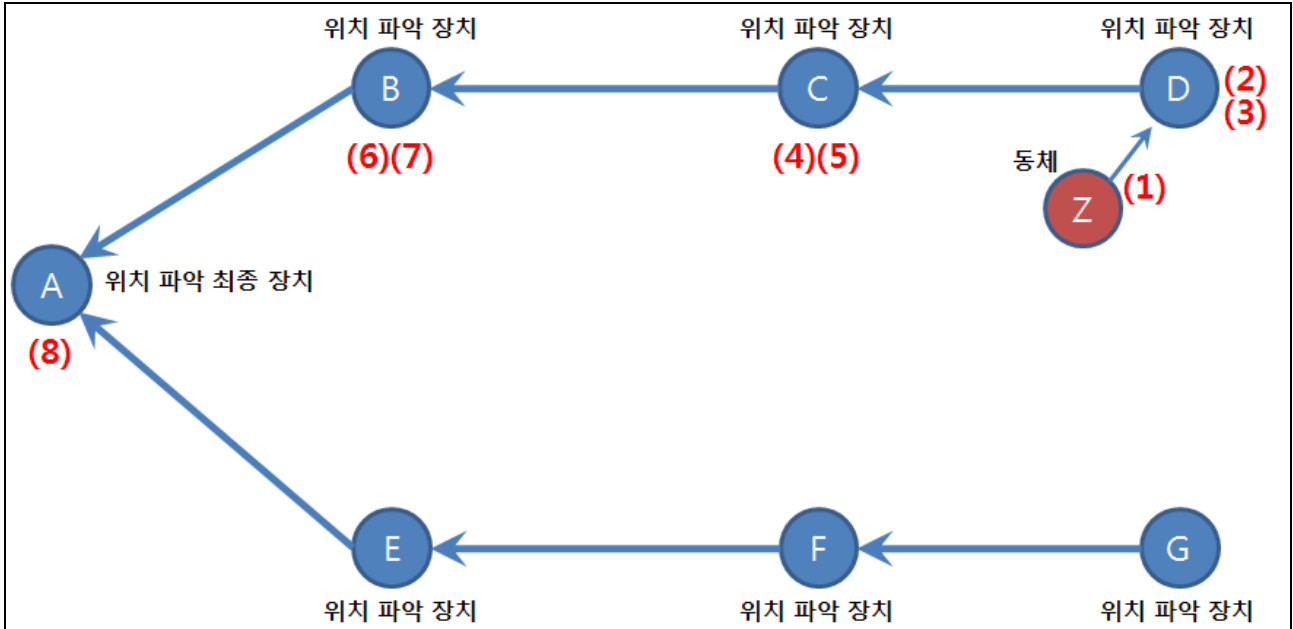 위치 파악 장치 위치 파악 장치 위치 파악 장치
B C D (2)
(3)
(6)(7) (4)(5) 동체
Z (1)
A 위치 파악 최종 장치
(8)
E F G
위치 파악 장치 위치 파악 장치 위치 파악 장치